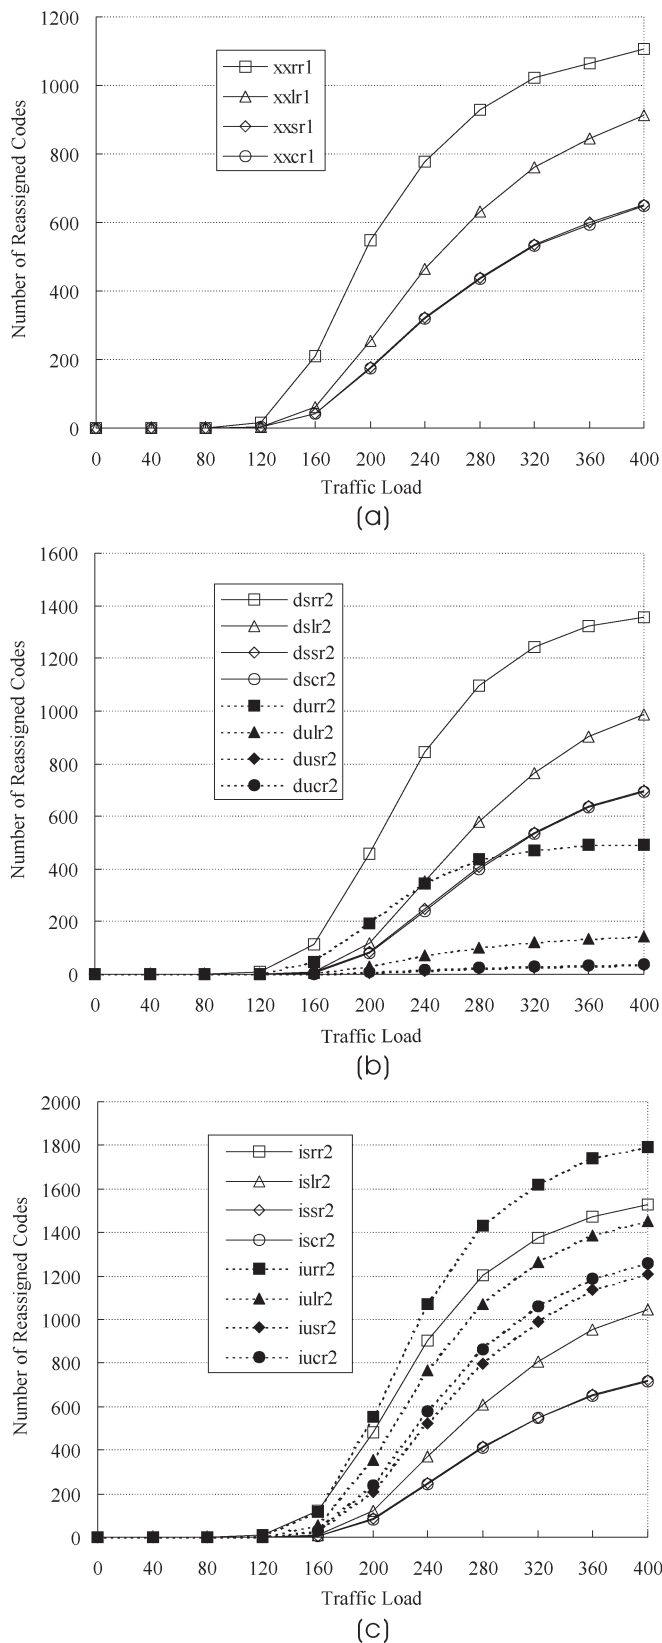 1200
1000
800
600
400
200
0
Number of Reassigned Codes
xxrr1
xxlr1
xxsr1
xxcr1
0 40 80 120 160 200 240 280 320 360 400
Traffic Load
(a)
1600
1400
1200
1000
800
600
400
200
0
Number of Reassigned Codes
dsrr2
dslr2
dssr2
dscr2
durr2
dulr2
dusr2
ducr2
0 40 80 120 160 200 240 280 320 360 400
Traffic Load
(b)
2000
1800
1600
1400
1200
1000
800
600
400
200
0
Number of Reassigned Codes
isrr2
islr2
issr2
iscr2
iurr2
iulr2
iusr2
iucr2
0 40 80 120 160 200 240 280 320 360 400
Traffic Load
(c)